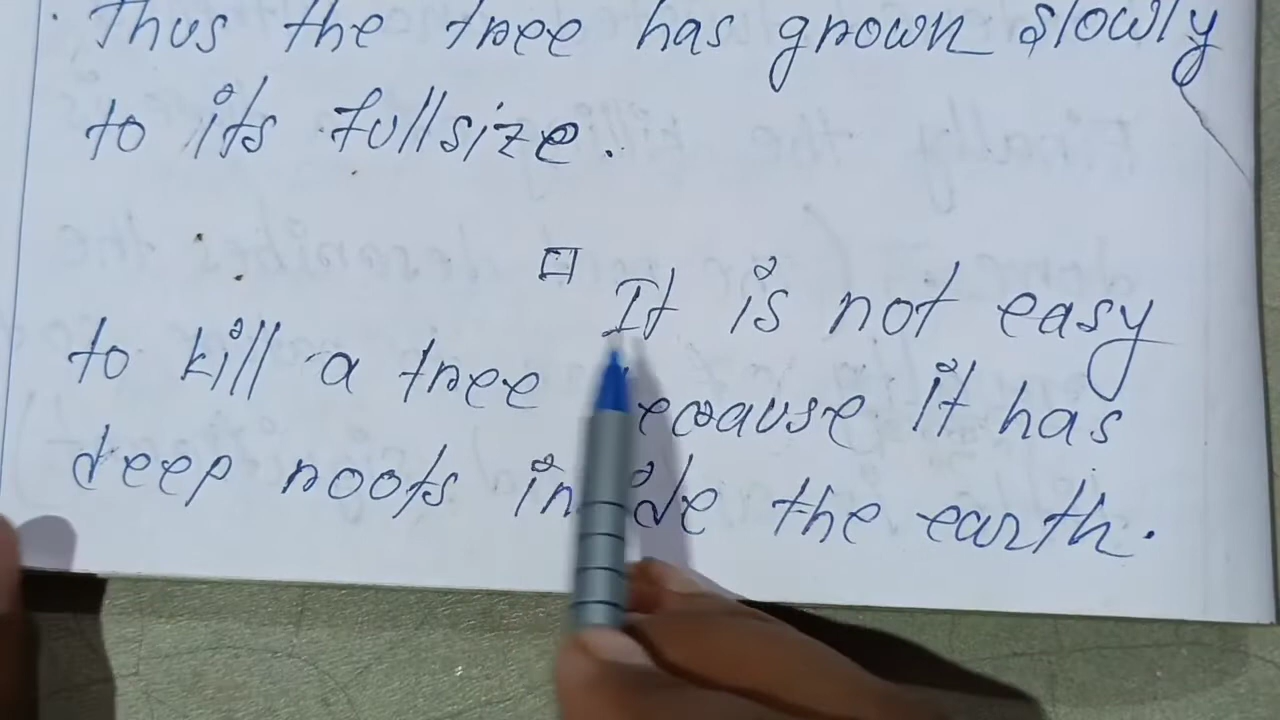 Thus the tree has grown slowly
to its fullsize.
It is not easy
to kill a tree because it has
deep roots inside the earth.